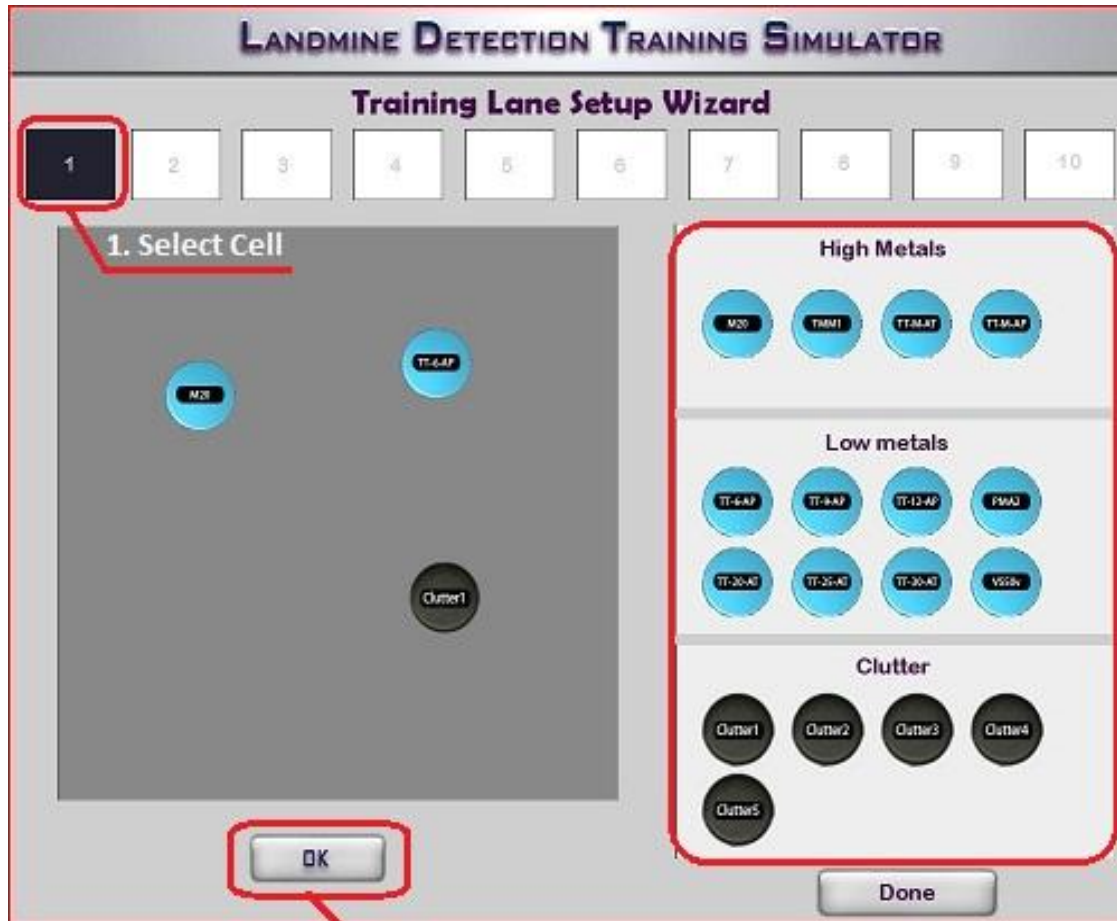 LANDMINE DETECTION TRAINING SIMULATOR
Training Lane Setup Wizard
1 2 3 4 5 6 7 8 9 10
1. Select Cell
M20
TT-6-AP
Clutter1
OK
High Metals
M20 TMM1 TT-M-AT TT-M-AP
Low metals
TT-6-AP TT-9-AP TT-12-AP PMA2
TT-20-AT TT-25-AT TT-30-AT VS50v
Clutter
Clutter1 Clutter2 Clutter3 Clutter4
Clutter5
Done